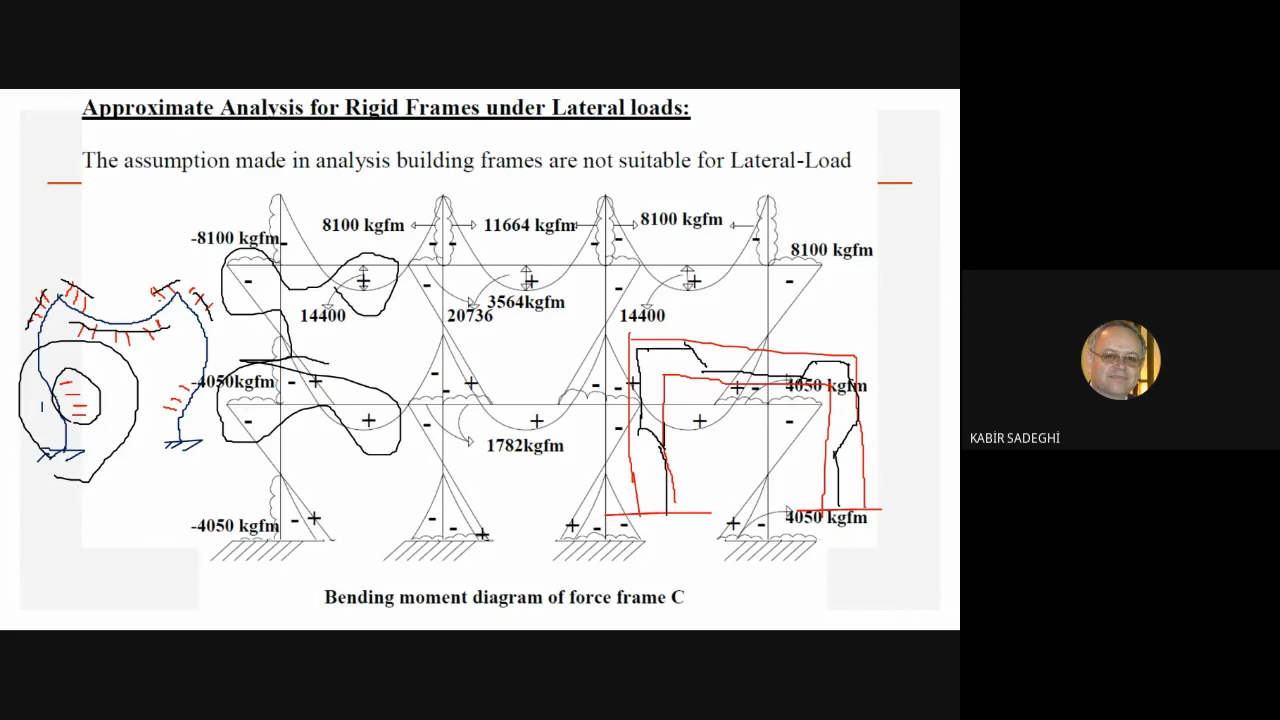 Approximate Analysis for Rigid Frames under Lateral loads:
The assumption made in analysis building frames are not suitable for Lateral-Load
8100 kgfm
11664 kgfm
8100 kgfm
-8100 kgfm
8100 kgfm
3564kgfm
14400
20736
14400
-4050kgfm
4050 kgfm
1782kgfm
-4050 kgfm
4050 kgfm
Bending moment diagram of force frame C
KABİR SADEGHİ